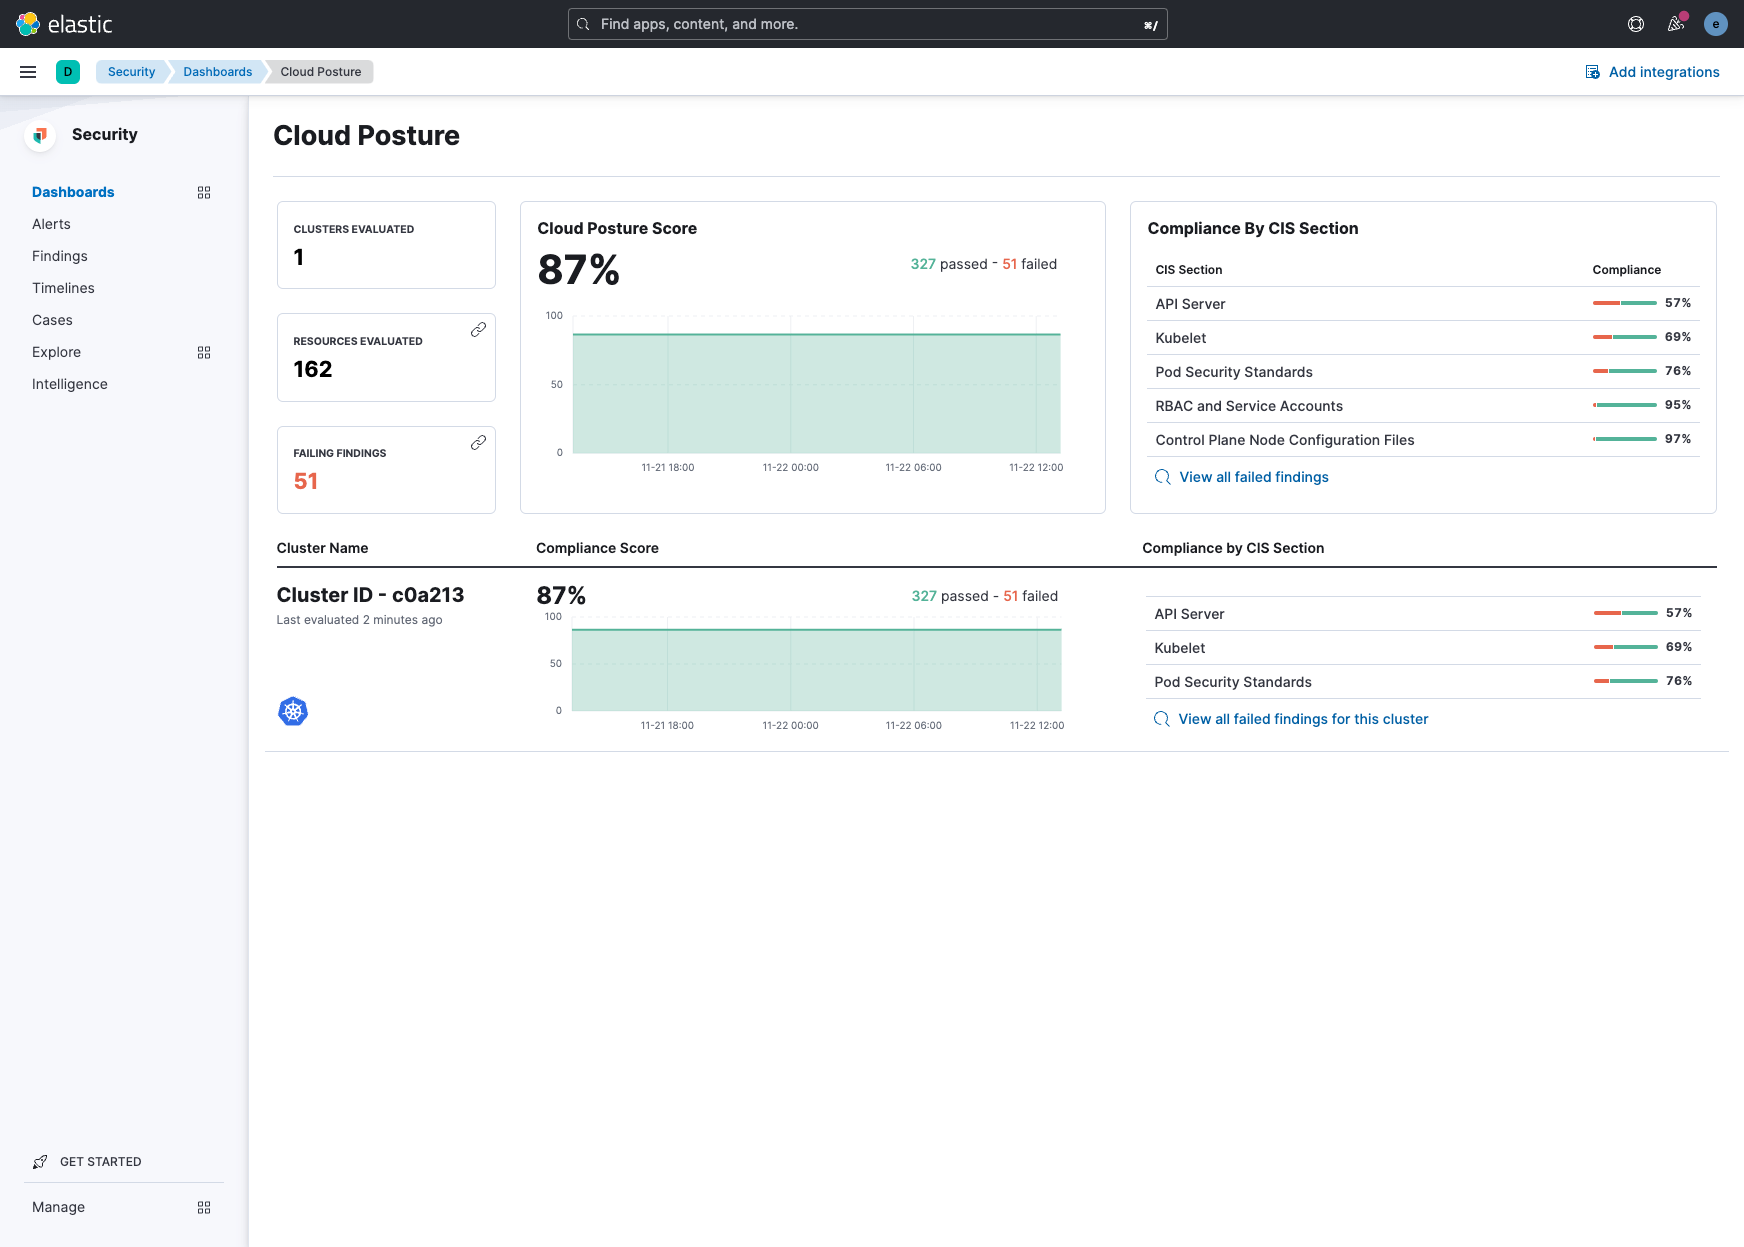 elastic
Find apps, content, and more.
⌘/
e
D
Security
Dashboards
Cloud Posture
Add integrations
Security
Dashboards
Alerts
Findings
Timelines
Cases
Explore
Intelligence
GET STARTED
Manage
Cloud Posture
CLUSTERS EVALUATED
1
RESOURCES EVALUATED
162
FAILING FINDINGS
51
Cloud Posture Score
87%
327 passed - 51 failed
100
50
0
11-21 18:00
11-22 00:00
11-22 06:00
11-22 12:00
Compliance By CIS Section
CIS Section Compliance
API Server 57%
Kubelet 69%
Pod Security Standards 76%
RBAC and Service Accounts 95%
Control Plane Node Configuration Files 97%
View all failed findings
Cluster Name
Compliance Score
Compliance by CIS Section
Cluster ID - c0a213
Last evaluated 2 minutes ago
87%
327 passed - 51 failed
100
50
0
11-21 18:00
11-22 00:00
11-22 06:00
11-22 12:00
API Server 57%
Kubelet 69%
Pod Security Standards 76%
View all failed findings for this cluster